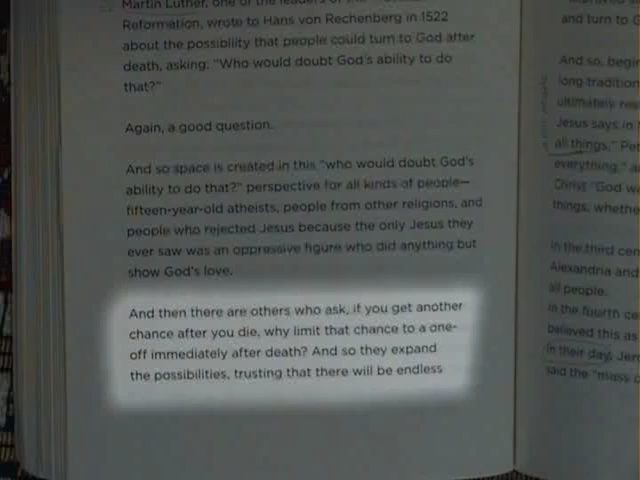 Martin Luther, one of the leaders of the
Reformation, wrote to Hans von Rechenberg in 1522
about the possibility that people could turn to God after
death, asking: "Who would doubt God's ability to do
that?"
Again, a good question.
And so space is created in this "who would doubt God's
ability to do that?" perspective for all kinds of people—
fifteen-year-old atheists, people from other religions, and
people who rejected Jesus because the only Jesus they
ever saw was an oppressive figure who did anything but
show God's love.
And then there are others who ask, if you get another
chance after you die, why limit that chance to a one-
off immediately after death? And so they expand
the possibilities, trusting that there will be endless
and turn to G
And so, begin
long tradition
ultimately
Jesus says in
all things." Pet
everything," a
Christ "God w
things, whethe
In the third cen
Alexandria and
all people.
In the fourth ce
believed this as
in their day, Jer
said the "mass p